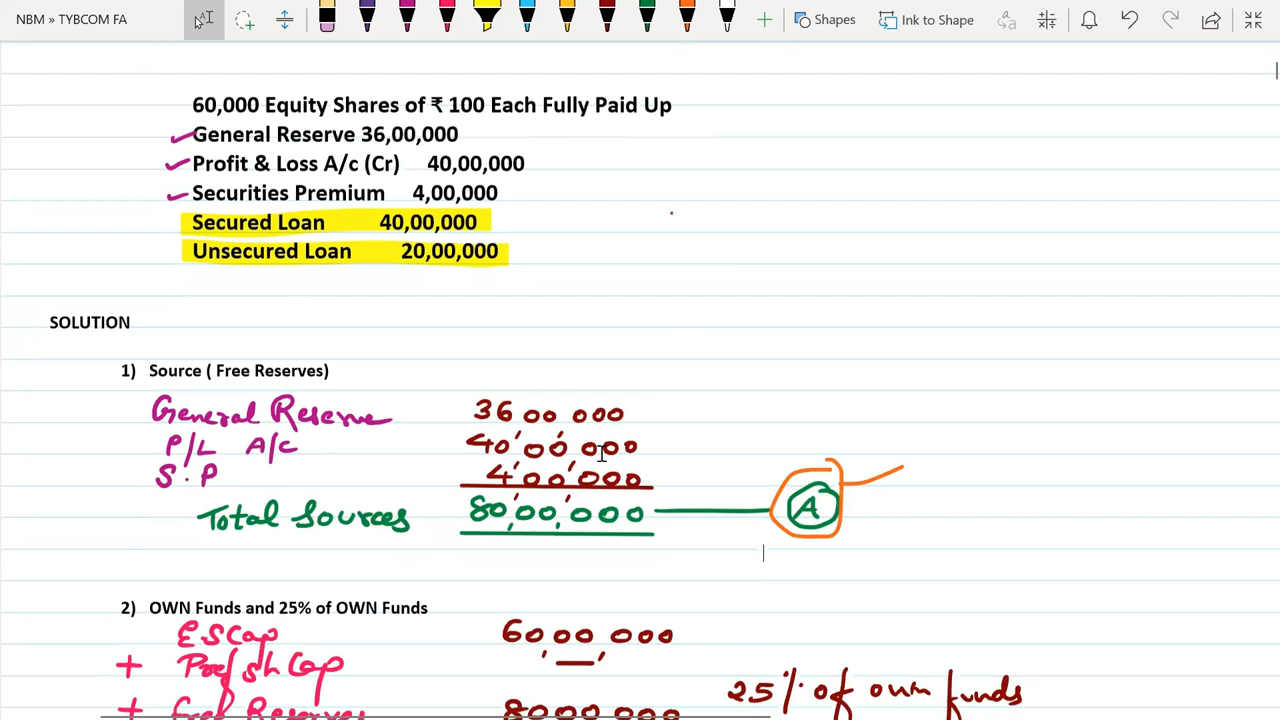 NBM » TYBCOM FA
Shapes
Ink to Shape
60,000 Equity Shares of ₹ 100 Each Fully Paid Up
General Reserve 36,00,000
Profit & Loss A/c (Cr) 40,00,000
Securities Premium 4,00,000
Secured Loan 40,00,000
Unsecured Loan 20,00,000
SOLUTION
1) Source ( Free Reserves)
General Reserve 36,00,000
P/L A/C 40,00,000
S.P 4,00,000
Total Sources 80,00,000 A
2) OWN Funds and 25% of OWN Funds
ES Cap 60,00,000
+ Pref Sh Cap —
25% of own funds
+ Free Reserves 8000000